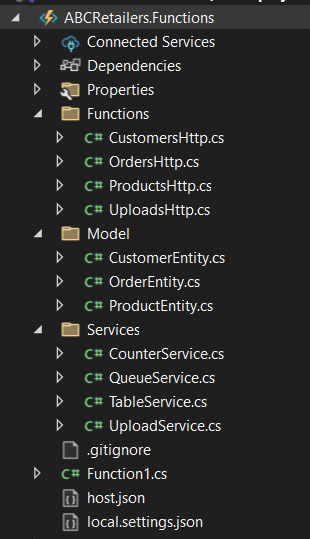 ABCRetailers.Functions
Connected Services
Dependencies
Properties
Functions
C# CustomersHttp.cs
C# OrdersHttp.cs
C# ProductsHttp.cs
C# UploadsHttp.cs
Model
C# CustomerEntity.cs
C# OrderEntity.cs
C# ProductEntity.cs
Services
C# CounterService.cs
C# QueueService.cs
C# TableService.cs
C# UploadService.cs
.gitignore
C# Function1.cs
host.json
local.settings.json